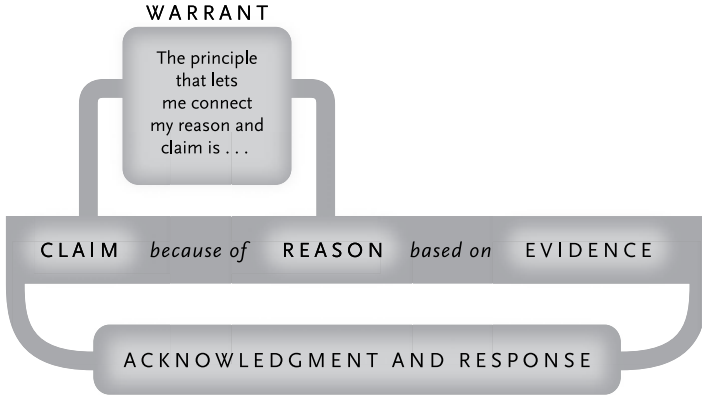 WARRANT
The principle
that lets
me connect
my reason and
claim is . . .
CLAIM because of REASON based on EVIDENCE
ACKNOWLEDGMENT AND RESPONSE